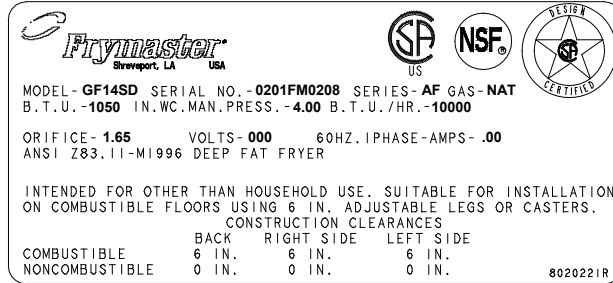 Frymaster
Shreveport, LA USA
SA
US
NSF®
DESIGN
SA
CERTIFIED
MODEL- GF14SD SERIAL NO.-0201FM0208 SERIES- AF GAS-NAT
B.T.U.-1050 IN.WC.MAN.PRESS.-4.00 B.T.U./HR.-10000
ORIFICE- 1.65 VOLTS-000 60HZ.1PHASE-AMPS- .00
ANSI Z83.11-M1996 DEEP FAT FRYER
INTENDED FOR OTHER THAN HOUSEHOLD USE. SUITABLE FOR INSTALLATION
ON COMBUSTIBLE FLOORS USING 6 IN. ADJUSTABLE LEGS OR CASTERS.
CONSTRUCTION CLEARANCES
BACK RIGHT SIDE LEFT SIDE
COMBUSTIBLE 6 IN. 6 IN. 6 IN.
NONCOMBUSTIBLE 0 IN. 0 IN. 0 IN.
8020221R